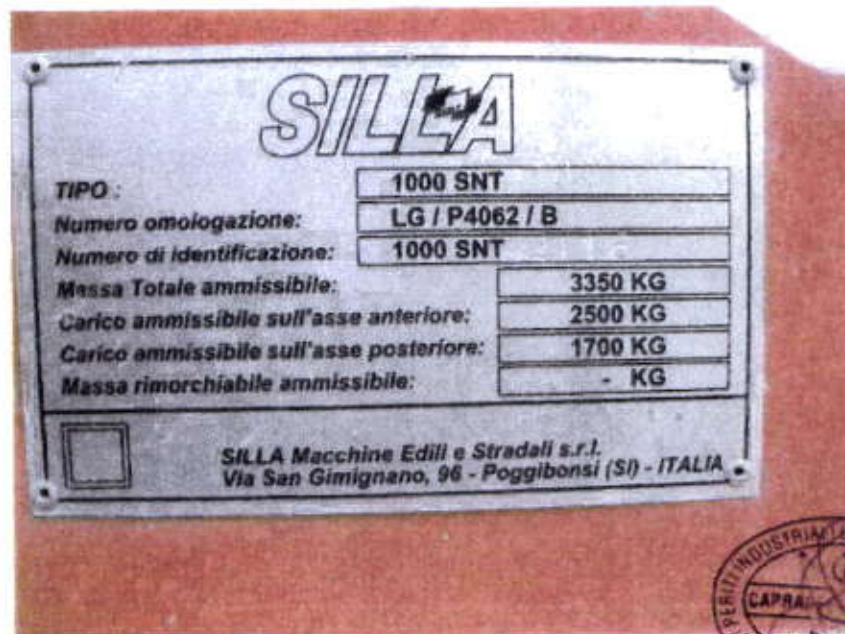 SILLA
TIPO : 1000 SNT
Numero omologazione: LG / P4062 / B
Numero di identificazione: 1000 SNT
Massa Totale ammissibile: 3350 KG
Carico ammissibile sull'asse anteriore: 2500 KG
Carico ammissibile sull'asse posteriore: 1700 KG
Massa rimorchiabile ammissibile: - KG
SILLA Macchine Edili e Stradali s.r.l.
Via San Gimignano, 96 - Poggibonsi (SI) - ITALIA
PERITI INDUSTRIALI